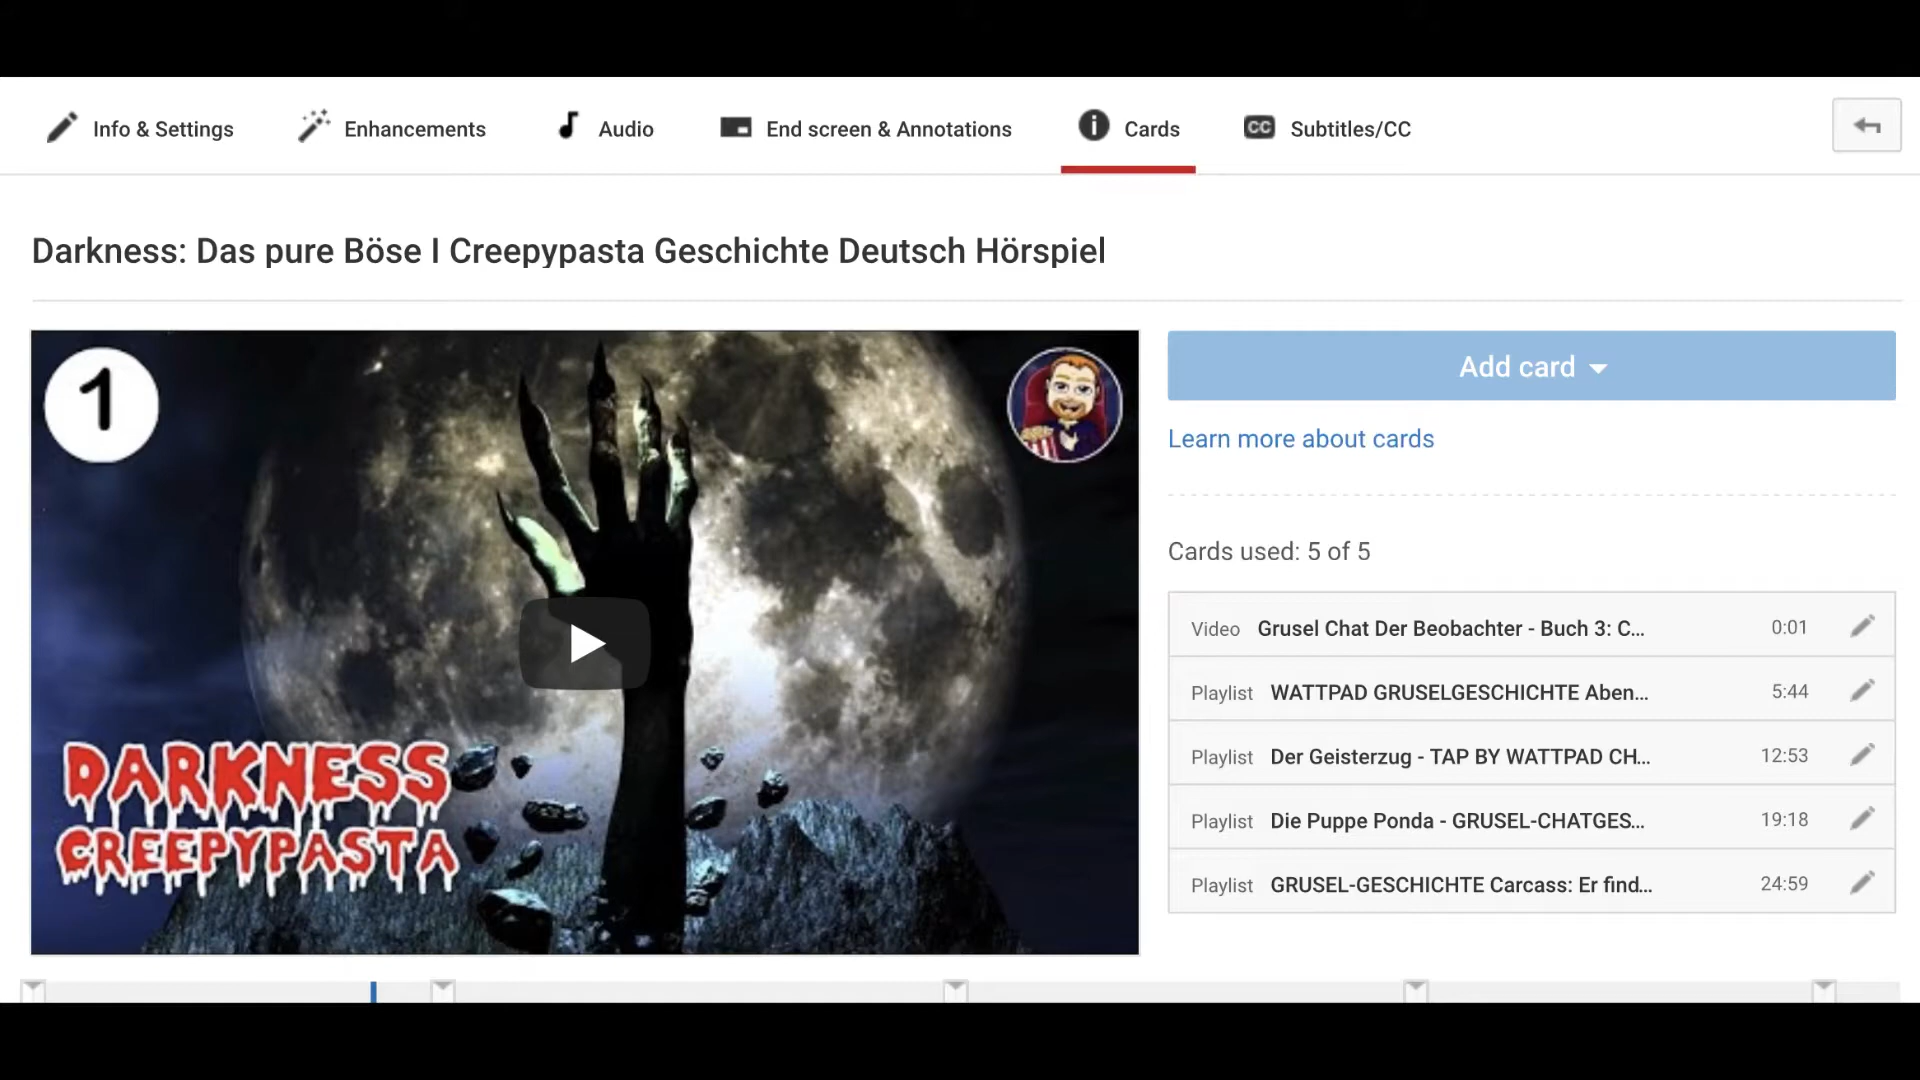 Info & Settings
Enhancements
Audio
End screen & Annotations
Cards
CC Subtitles/CC
Darkness: Das pure Böse I Creepypasta Geschichte Deutsch Hörspiel
1
DARKNESS
CREEPYPASTA
Add card
Learn more about cards
Cards used: 5 of 5
Video Grusel Chat Der Beobachter - Buch 3: C... 0:01
Playlist WATTPAD GRUSELGESCHICHTE Aben... 5:44
Playlist Der Geisterzug - TAP BY WATTPAD CH... 12:53
Playlist Die Puppe Ponda - GRUSEL-CHATGES... 19:18
Playlist GRUSEL-GESCHICHTE Carcass: Er find... 24:59